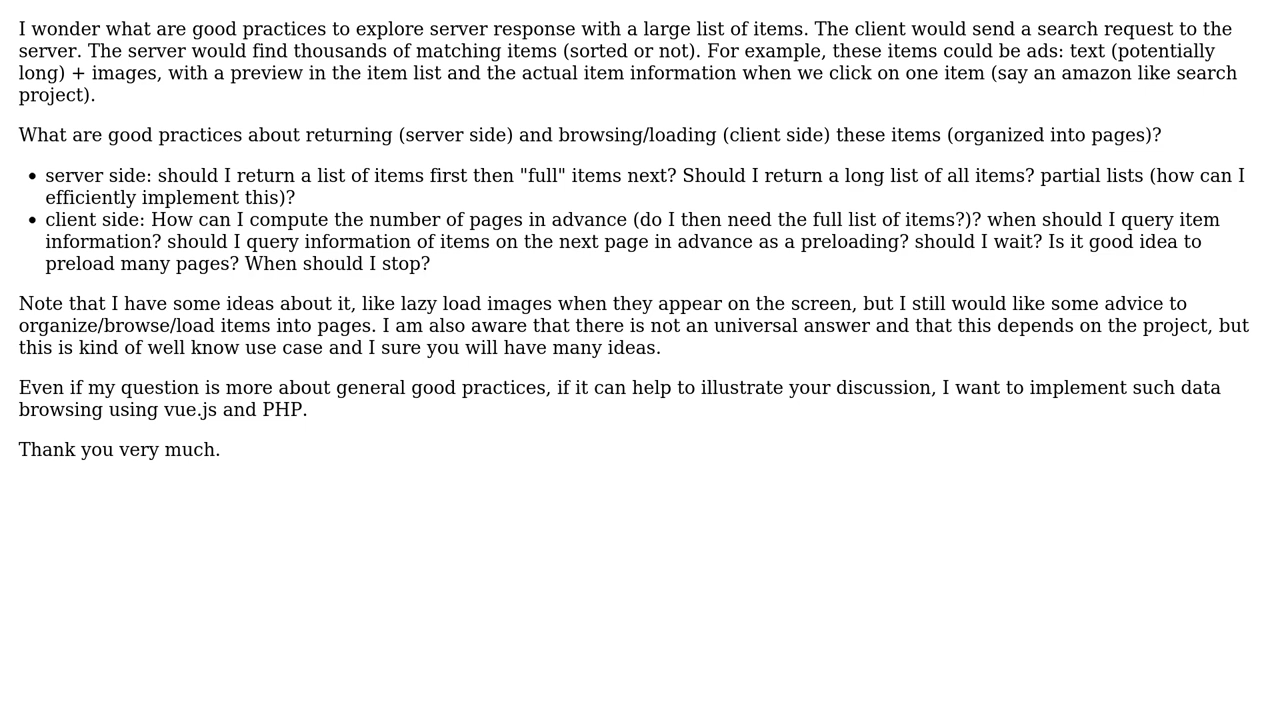 I wonder what are good practices to explore server response with a large list of items. The client would send a search request to the
server. The server would find thousands of matching items (sorted or not). For example, these items could be ads: text (potentially
long) + images, with a preview in the item list and the actual item information when we click on one item (say an amazon like search
project).
What are good practices about returning (server side) and browsing/loading (client side) these items (organized into pages)?
• server side: should I return a list of items first then "full" items next? Should I return a long list of all items? partial lists (how can I
efficiently implement this)?
• client side: How can I compute the number of pages in advance (do I then need the full list of items?)? when should I query item
information? should I query information of items on the next page in advance as a preloading? should I wait? Is it good idea to
preload many pages? When should I stop?
Note that I have some ideas about it, like lazy load images when they appear on the screen, but I still would like some advice to
organize/browse/load items into pages. I am also aware that there is not an universal answer and that this depends on the project, but
this is kind of well know use case and I sure you will have many ideas.
Even if my question is more about general good practices, if it can help to illustrate your discussion, I want to implement such data
browsing using vue.js and PHP.
Thank you very much.